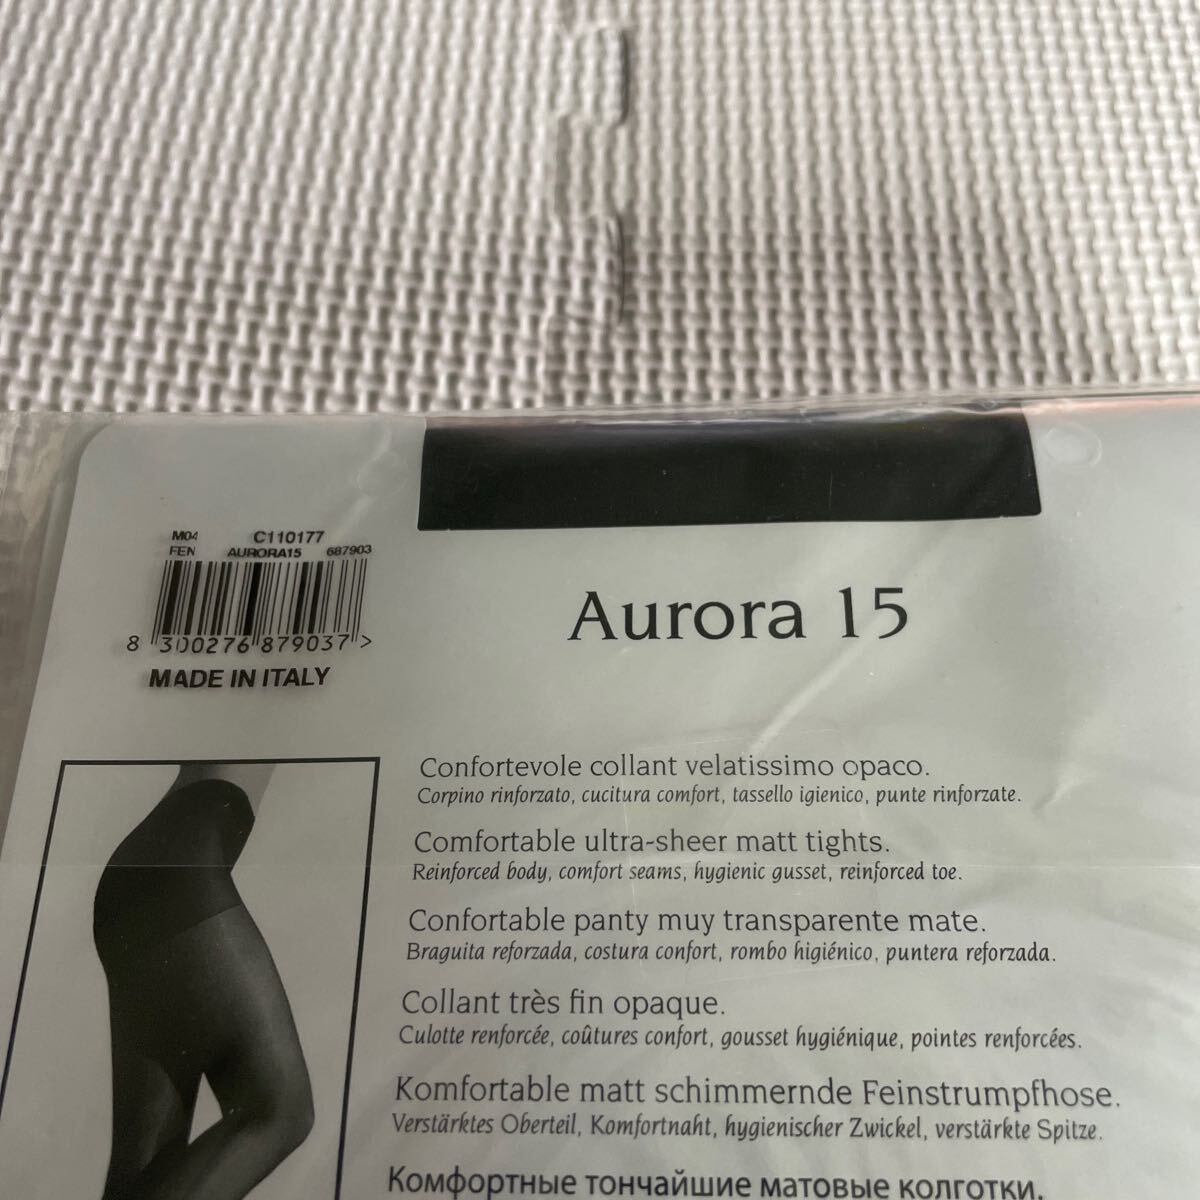 M04 C110177
FEN AURORA15 687903
8 300276 879037 >
MADE IN ITALY
Aurora 15
Confortevole collant velatissimo opaco.
Corpino rinforzato, cucitura comfort, tassello igienico, punte rinforzate.
Comfortable ultra-sheer matt tights.
Reinforced body, comfort seams, hygienic gusset, reinforced toe.
Confortable panty muy transparente mate.
Braguita reforzada, costura confort, rombo higiénico, puntera reforzada.
Collant très fin opaque.
Culotte renforcée, coûtures confort, gousset hygiénique, pointes renforcées.
Komfortable matt schimmernde Feinstrumpfhose.
Verstärktes Oberteil, Komfortnaht, hygienischer Zwickel, verstärkte Spitze.
Комфортные тончайшие матовые колготки.